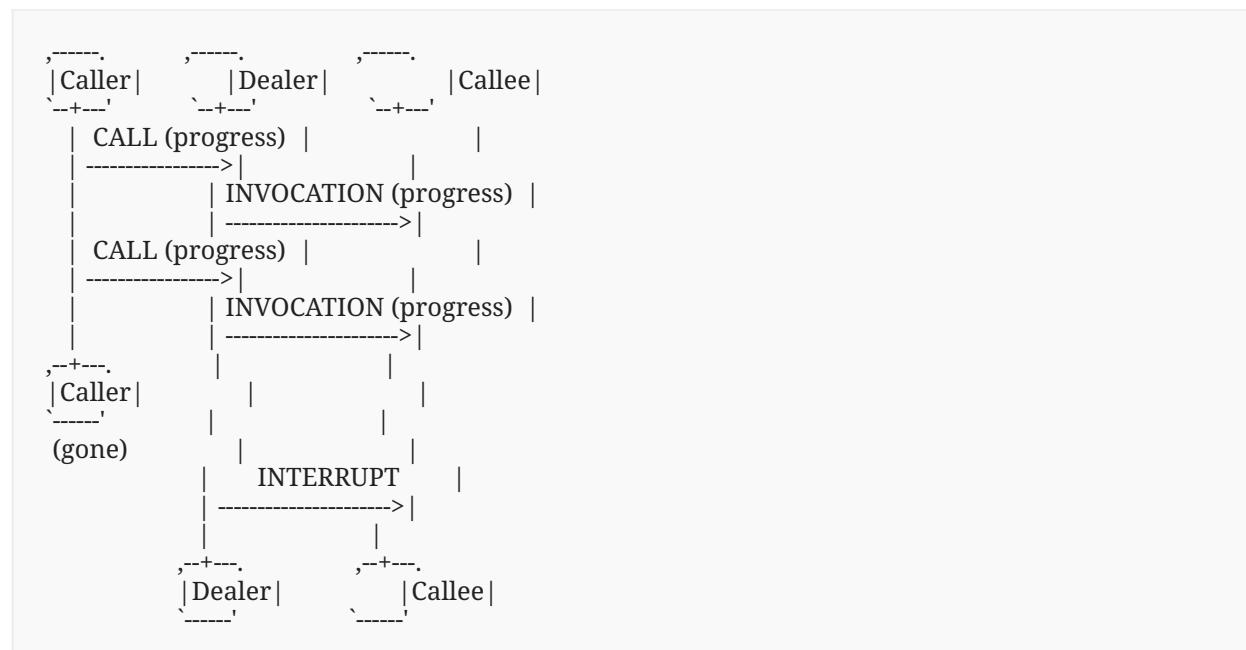 ,------.          ,------.                ,------.
|Caller|              |Dealer|                    |Callee|
`--+---'          `--+---'                `--+---'
   |  CALL (progress)  |                          |
   | ----------------->|                          |
   |                   | INVOCATION (progress)  |
   |                   | ---------------------->|
   |  CALL (progress)  |                          |
   | ----------------->|                          |
   |                   | INVOCATION (progress)  |
   |                   | ---------------------->|
,--+---.               |                        |
|Caller|               |                        |
`------'               |                        |
 (gone)                |                        |
                       |       INTERRUPT        |
                       | ---------------------->|
                       |                        |
                    ,--+---.                ,--+---.
                    |Dealer|                |Callee|
                    `------'                `------'